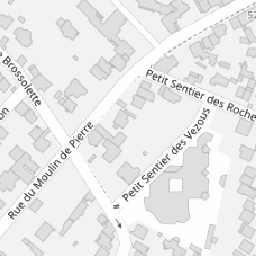 Brossolette
Petit Sentier des Roche
Rue du Moulin de Pierre
Petit Sentier des Vezous